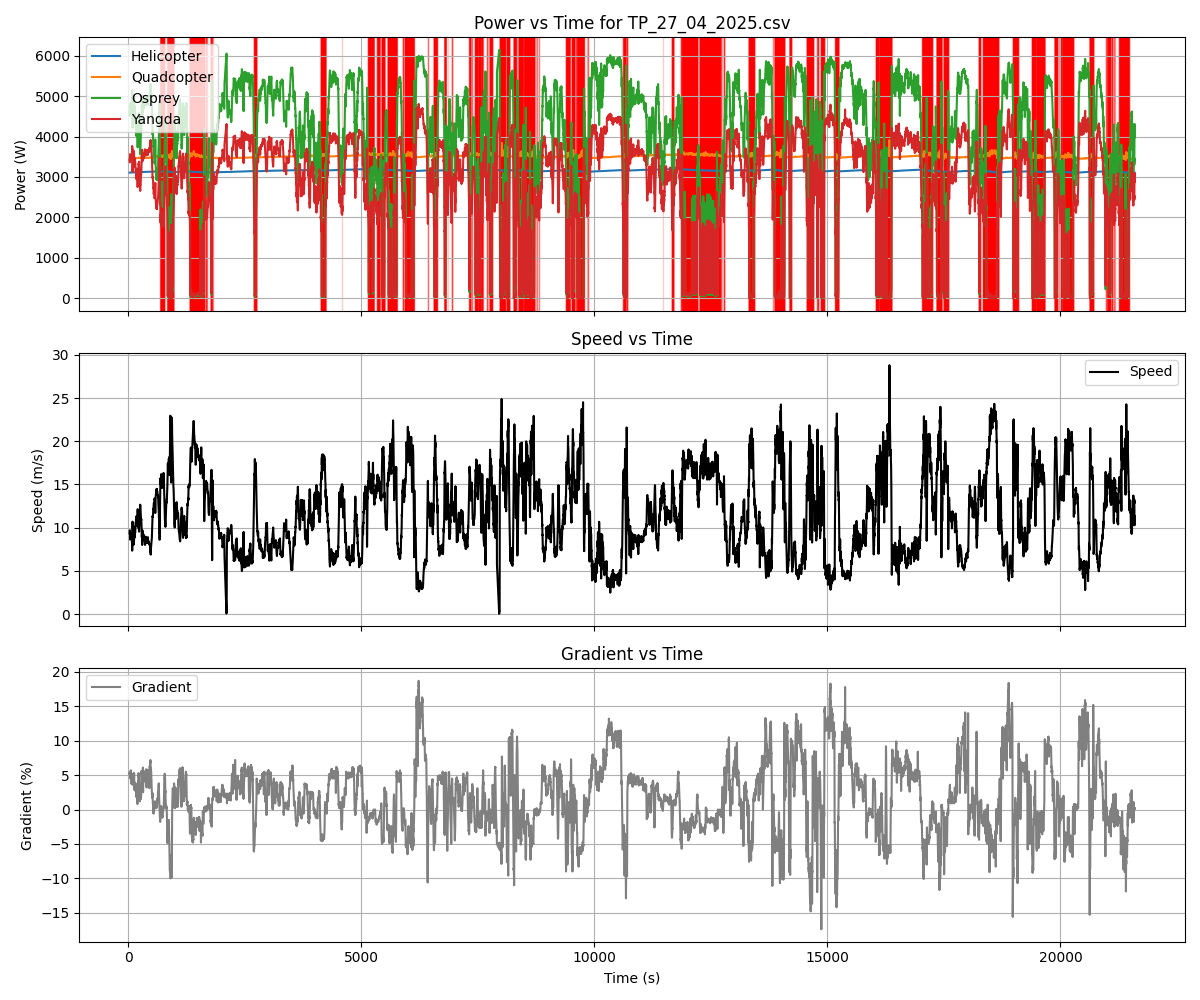 Power vs Time for TP_27_04_2025.csv
Helicopter
Quadcopter
Osprey
Yangda
Power (W)
6000
5000
4000
3000
2000
1000
0
Speed vs Time
Speed
Speed (m/s)
30
25
20
15
10
5
0
Gradient vs Time
Gradient
Gradient (%)
20
15
10
5
0
−5
−10
−15
0
5000
10000
15000
20000
Time (s)